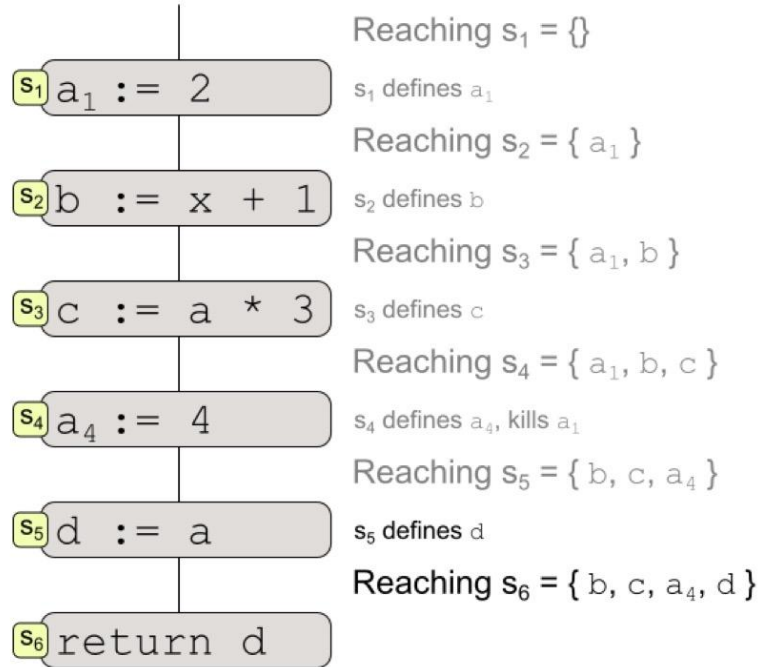 Reaching s₁ = {}
s₁ a₁ := 2 s₁ defines a₁
Reaching s₂ = { a₁ }
s₂ b := x + 1 s₂ defines b
Reaching s₃ = { a₁, b }
s₃ c := a * 3 s₃ defines c
Reaching s₄ = { a₁, b, c }
s₄ a₄ := 4 s₄ defines a₄, kills a₁
Reaching s₅ = { b, c, a₄ }
s₅ d := a s₅ defines d
Reaching s₆ = { b, c, a₄, d }
s₆ return d